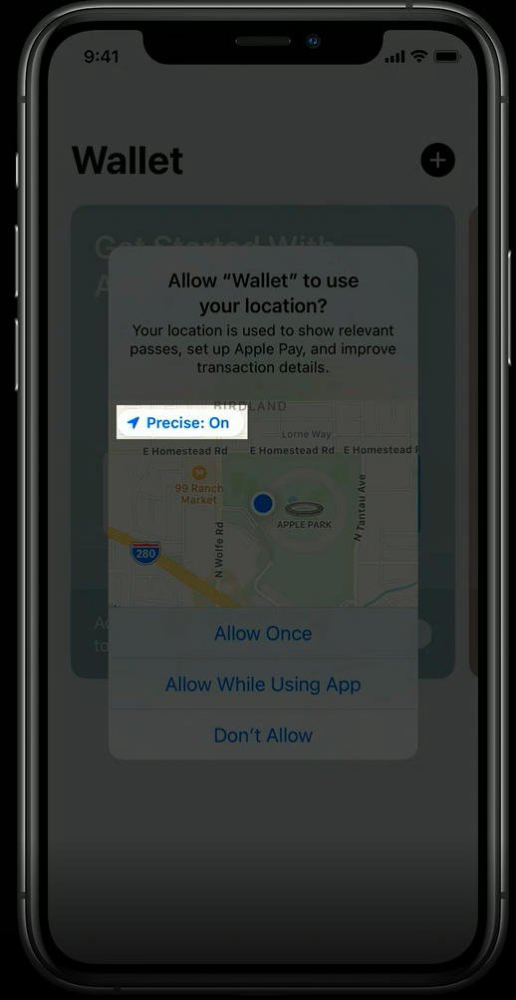 9:41
Wallet
Get Started With
A
Allow “Wallet” to use
your location?
Your location is used to show relevant
passes, set up Apple Pay, and improve
transaction details.
BIRDLAND
Precise: On
Lorne Way
E Homestead Rd
E Homestead Rd
E Homestead R
99 Ranch
Market
APPLE PARK
N Tantau Ave
N Wolfe Rd
280
Ad
to
Allow Once
Allow While Using App
Don’t Allow